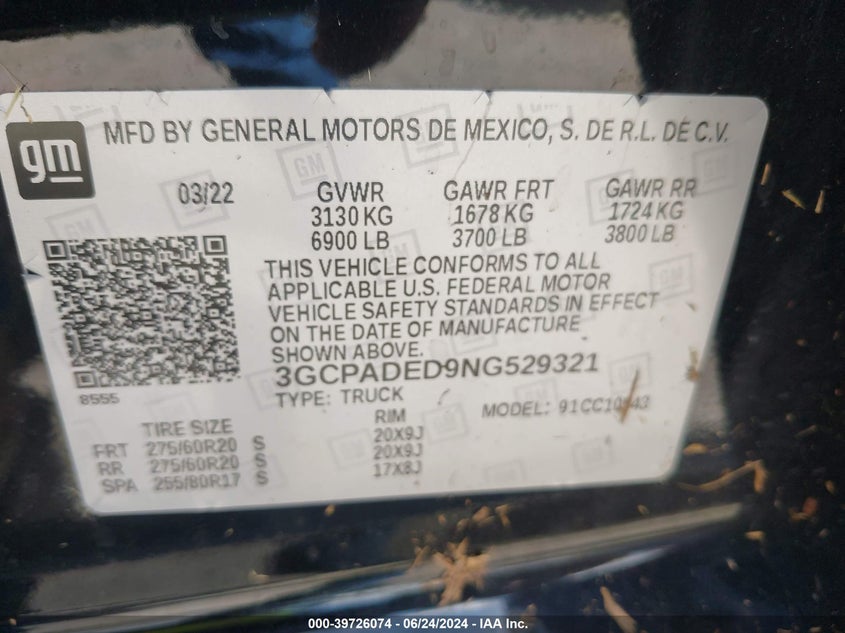 gm
MFD BY GENERAL MOTORS DE MEXICO, S. DE R.L. DE C.V.
03/22
GVWR GAWR FRT GAWR RR
3130 KG 1678 KG 1724 KG
6900 LB 3700 LB 3800 LB
THIS VEHICLE CONFORMS TO ALL
APPLICABLE U.S. FEDERAL MOTOR
VEHICLE SAFETY STANDARDS IN EFFECT
ON THE DATE OF MANUFACTURE
SHOWN ABOVE.
3GCPADED9NG529321
8555
TYPE: TRUCK MODEL:
TIRE SIZE RIM
FRT 275/60R20 S 20X9J
RR 275/60R20 S 20X9J
SPA 255/80R17 S 17X8J
000-39726074 - 06/24/2024 - IAA Inc.